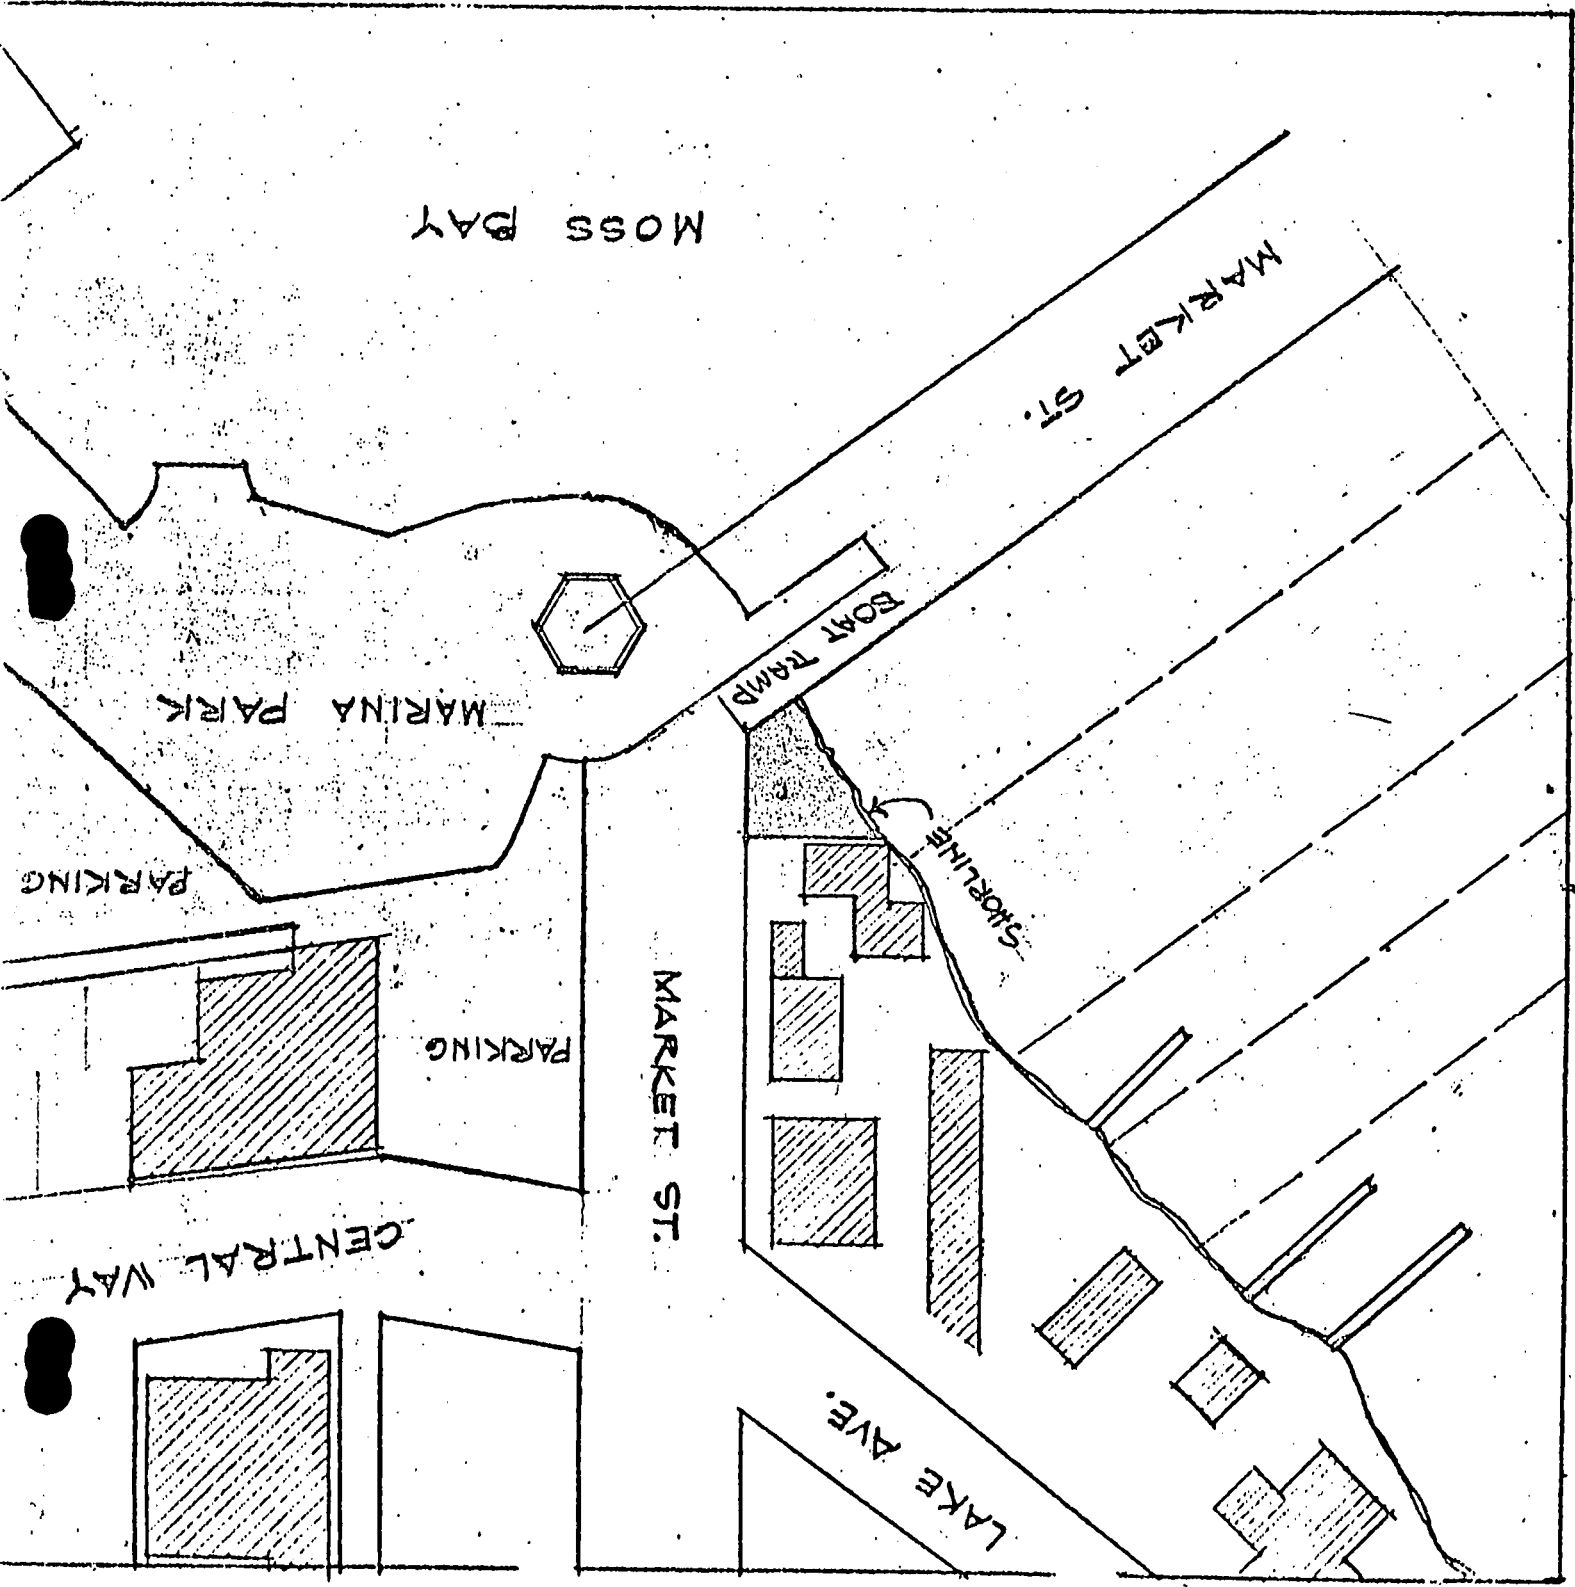 MOSS BAY
MARKET ST.
BOAT RAMP
MARINA PARK
SHORLINE
PARKING
PARKING
MARKET ST.
CENTRAL WAY
LAKE AVE.